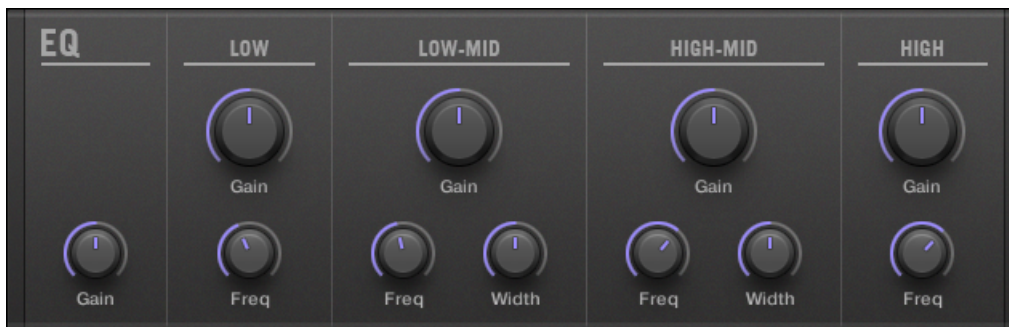 EQ
LOW
LOW-MID
HIGH-MID
HIGH
Gain
Gain
Gain
Gain
Gain
Freq
Freq
Width
Freq
Width
Freq